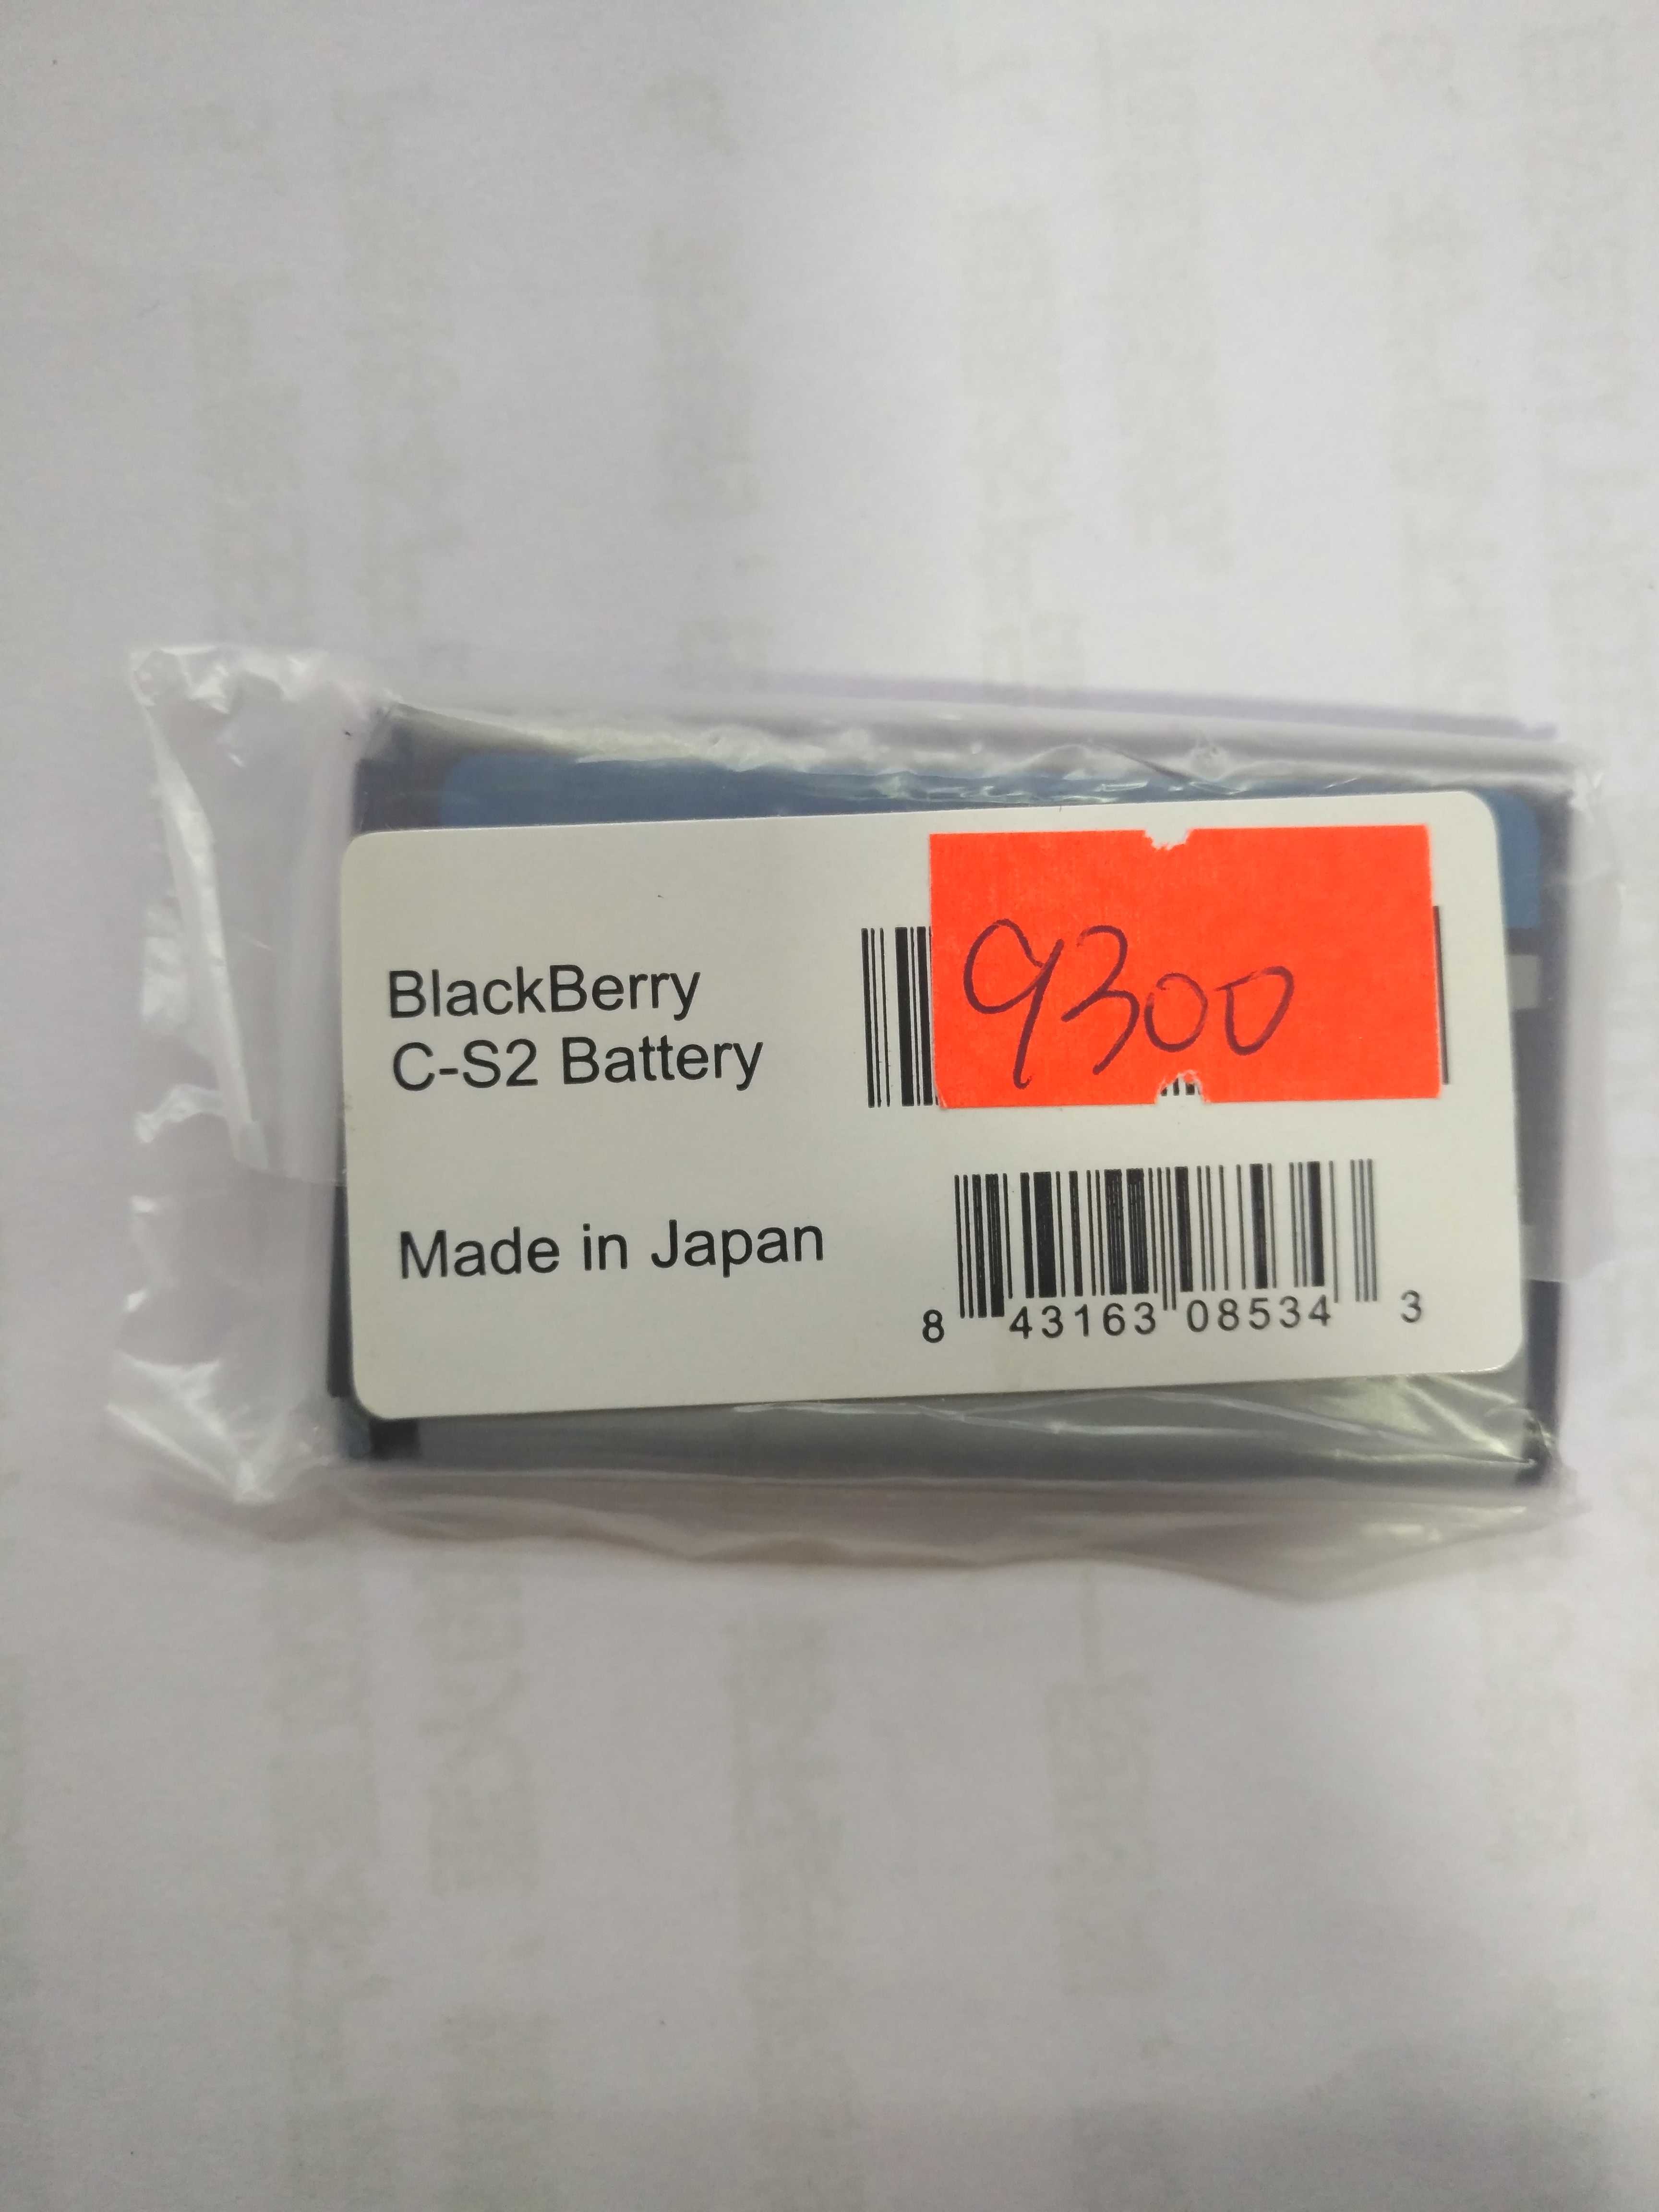 BlackBerry
C-S2 Battery
9300
Made in Japan
8 43163 08534 3